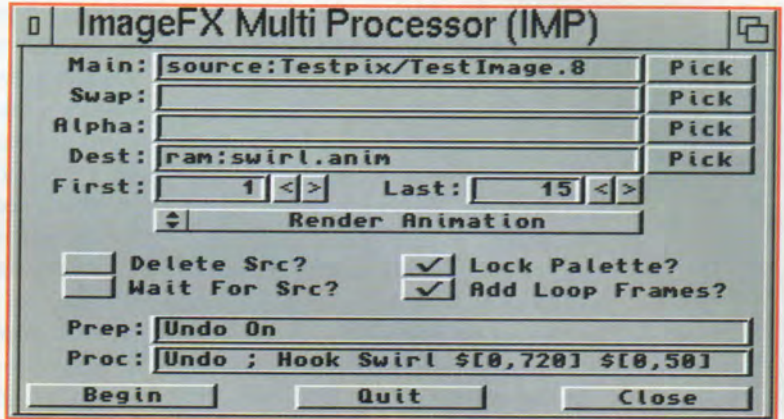 ImageFX Multi Processor (IMP)
Main: source:Testpix/TestImage.8 Pick
Swap: Pick
Alpha: Pick
Dest: ram:swirl.anim Pick
First: 1 < > Last: 15 < >
Render Animation
Delete Src? ✓ Lock Palette?
Wait For Src? ✓ Add Loop Frames?
Prep: Undo On
Proc: Undo ; Hook Swirl $[0,720] $[0,50]
Begin Quit Close